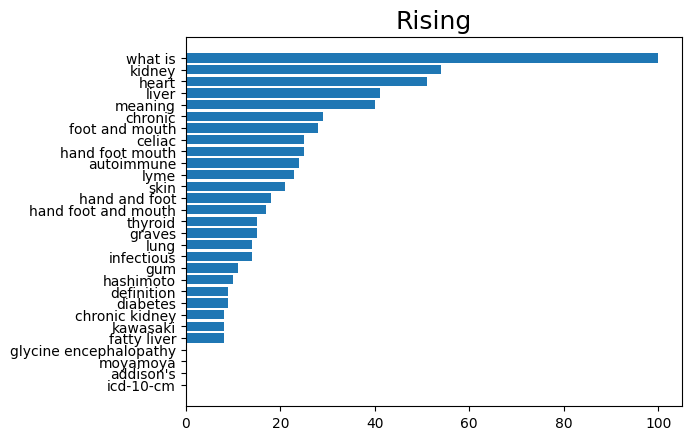 Rising
what is
kidney
heart
liver
meaning
chronic
foot and mouth
celiac
hand foot mouth
autoimmune
lyme
skin
hand and foot
hand foot and mouth
thyroid
graves
lung
infectious
gum
hashimoto
definition
diabetes
chronic kidney
kawasaki
fatty liver
glycine encephalopathy
moyamoya
addison's
icd-10-cm
0 20 40 60 80 100